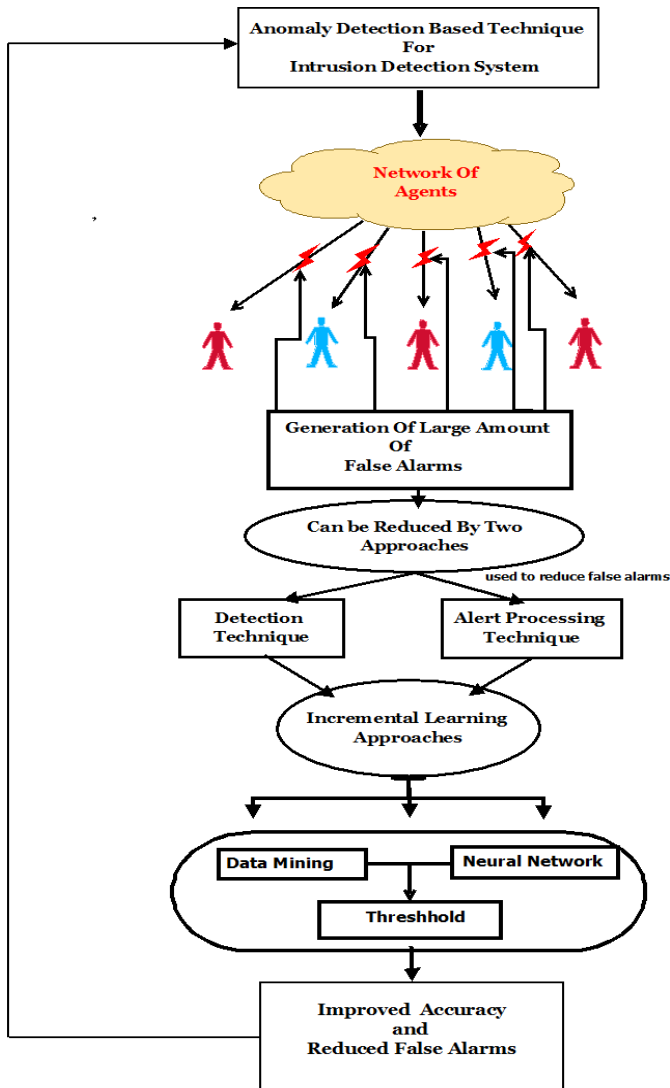 Anomaly Detection Based Technique
For
Intrusion Detection System
Network Of
Agents
,
Generation Of Large Amount
Of
False Alarms
Can be Reduced By Two
Approaches
used to reduce false alarms
Detection
Technique
Alert Processing
Technique
Incremental Learning
Approaches
Data Mining
Neural Network
Threshhold
Improved Accuracy
and
Reduced False Alarms